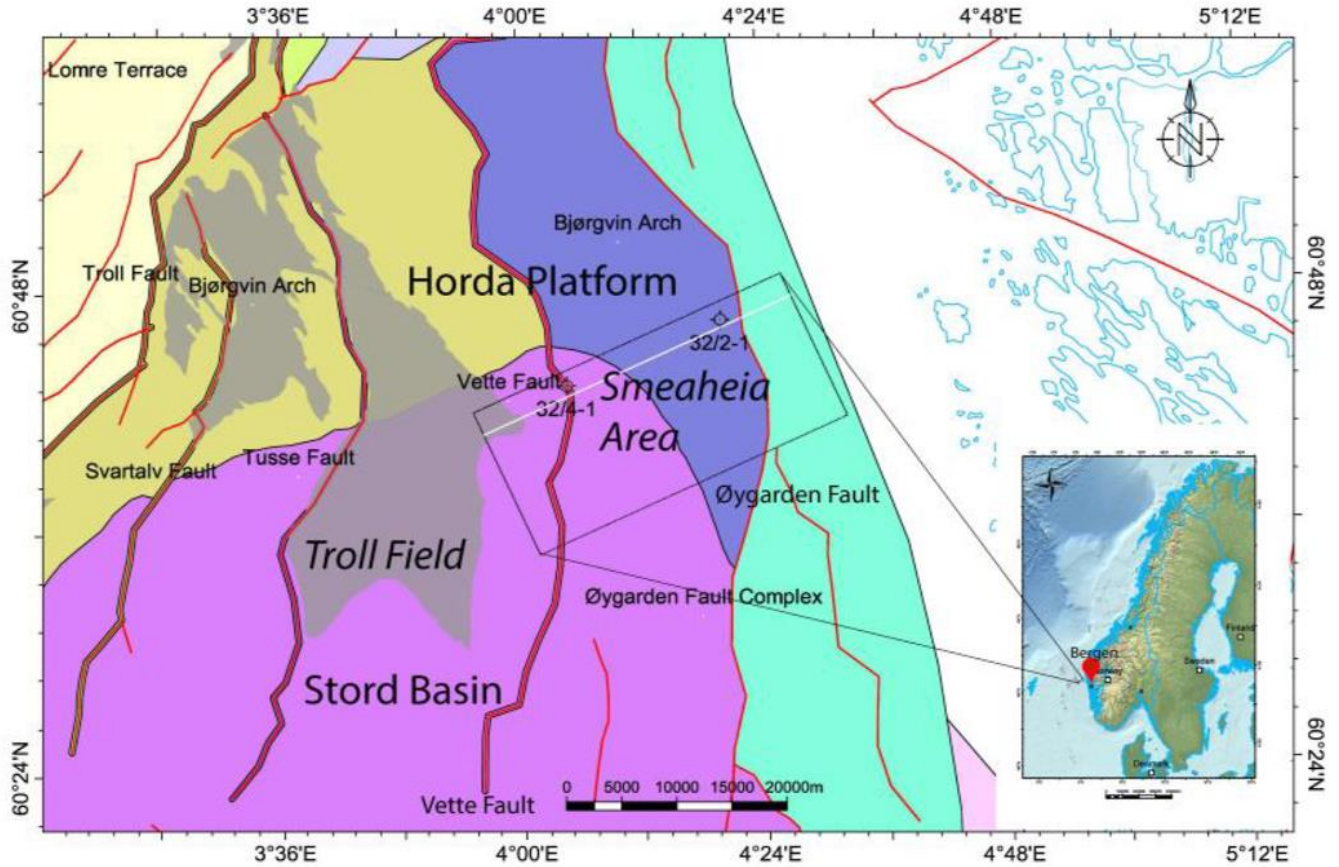 3°36'E
4°00'E
4°24'E
4°48'E
5°12'E
Lomre Terrace
Bjørgvin Arch
Troll Fault
Bjørgvin Arch
Horda Platform
60°48'N
60°48'N
32/2-1
Vette Fault
32/4-1
Smeaheia
Area
Svartalv Fault
Tusse Fault
Øygarden Fault
Troll Field
Øygarden Fault Complex
Stord Basin
60°24'N
60°24'N
Vette Fault
0
5000
10000
15000
20000m
3°36'E
4°00'E
4°24'E
4°48'E
5°12'E
N
Bergen
Finland
Sweden
Denmark